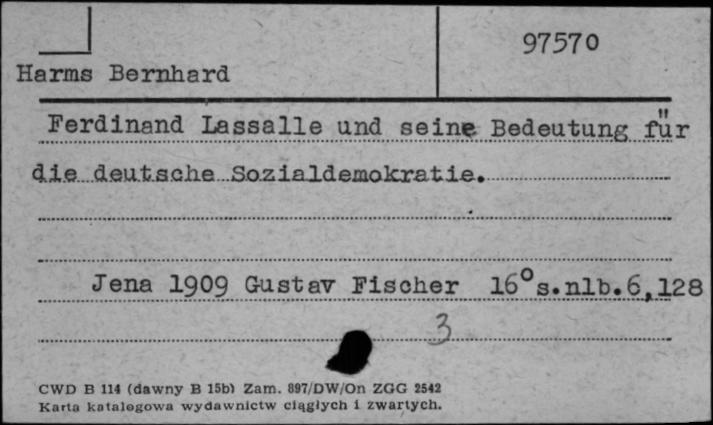 97570
Harms Bernhard
Ferdinand Lassalle und seine Bedeutung für
die deutsche Sozialdemokratie.
Jena 1909 Gustav Fischer 16° s.nlb.6,128
3
CWD B 114 (dawny B 15b) Zam. 897/DW/On ZGG 2542
Karta katalogowa wydawnictw ciągłych i zwartych.